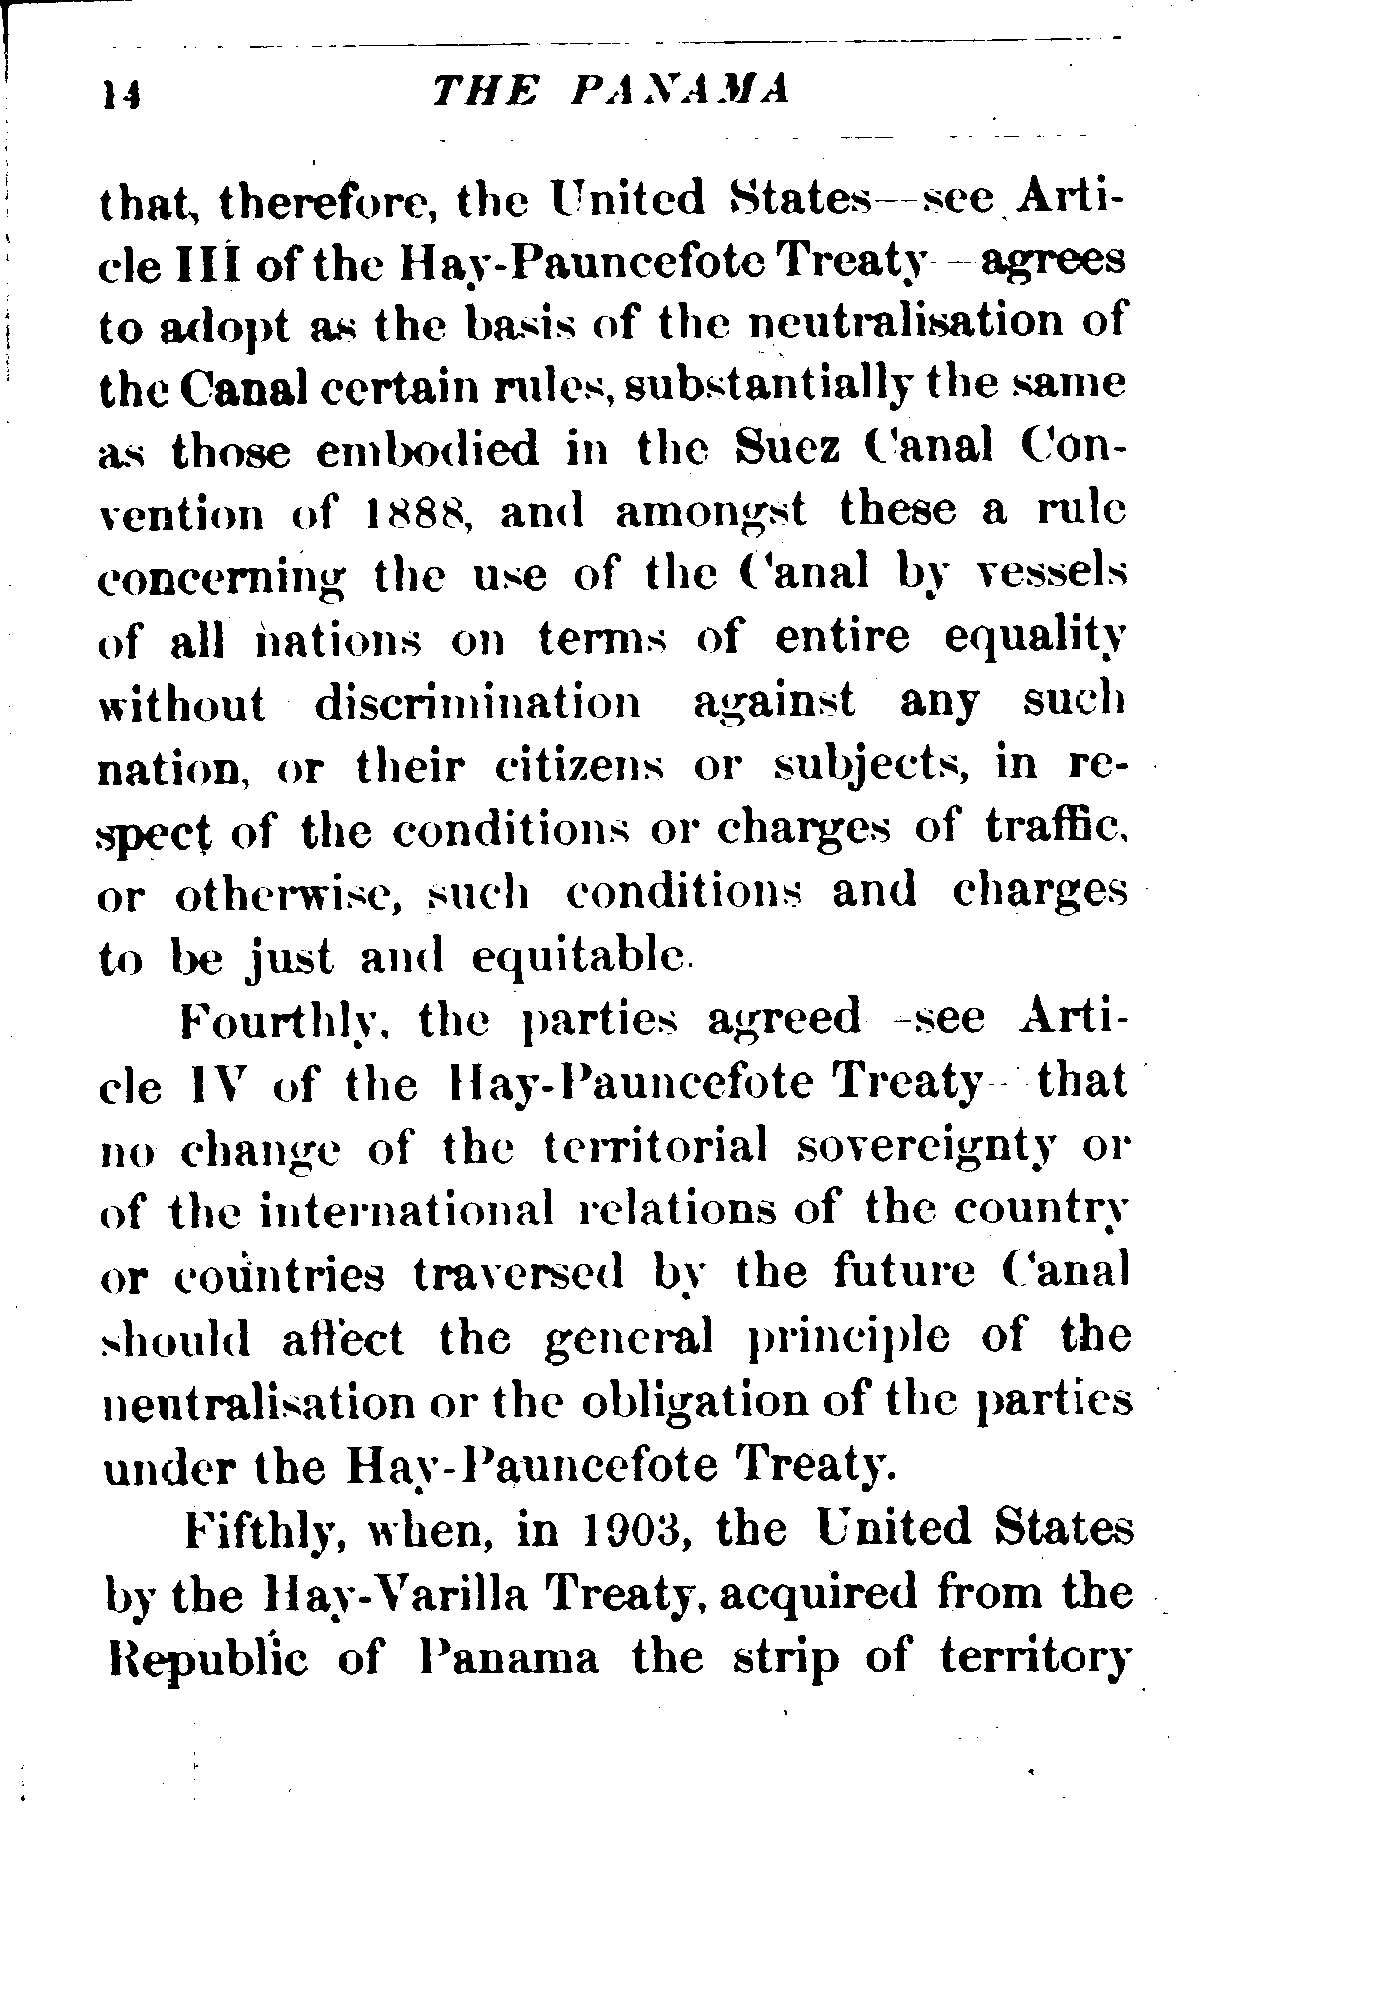 14 THE PANAMA
that, therefore, the United States—see Arti-
cle III of the Hay-Pauncefote Treaty—agrees
to adopt as the basis of the neutralisation of
the Canal certain rules, substantially the same
as those embodied in the Suez Canal Con-
vention of 1888, and amongst these a rule
concerning the use of the Canal by vessels
of all nations on terms of entire equality
without discrimination against any such
nation, or their citizens or subjects, in re-
spect of the conditions or charges of traffic,
or otherwise, such conditions and charges
to be just and equitable.
Fourthly, the parties agreed—see Arti-
cle IV of the Hay-Pauncefote Treaty—that
no change of the territorial sovereignty or
of the international relations of the country
or countries traversed by the future Canal
should affect the general principle of the
neutralisation or the obligation of the parties
under the Hay-Pauncefote Treaty.
Fifthly, when, in 1903, the United States
by the Hay-Varilla Treaty, acquired from the
Republic of Panama the strip of territory